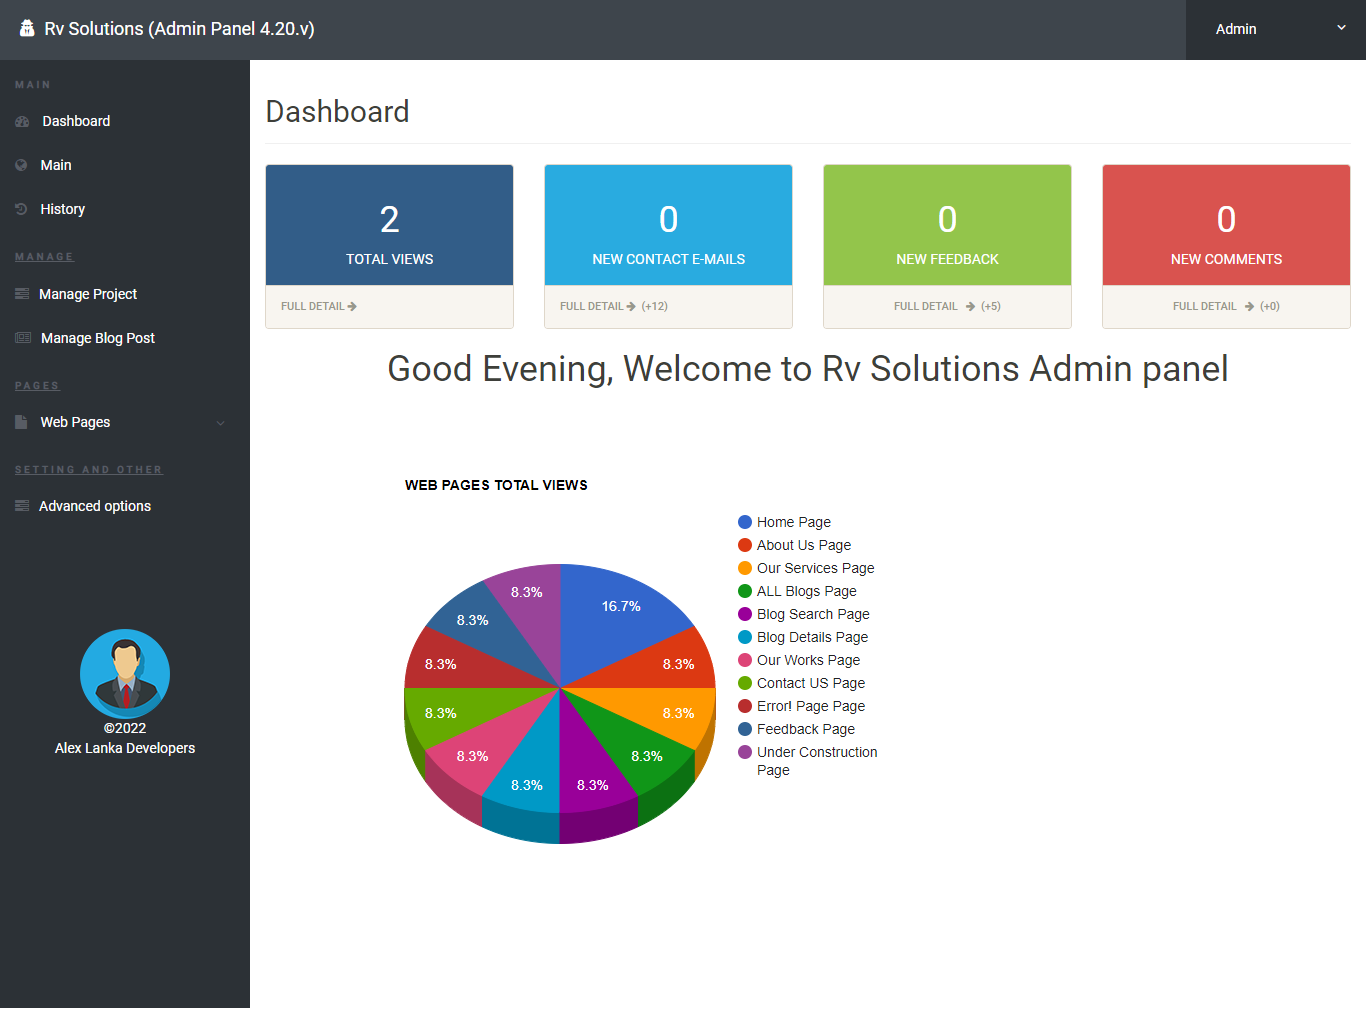 Rv Solutions (Admin Panel 4.20.v)
Admin
MAIN
Dashboard
Main
History
MANAGE
Manage Project
Manage Blog Post
PAGES
Web Pages
SETTING AND OTHER
Advanced options
©2022
Alex Lanka Developers
Dashboard
2
TOTAL VIEWS
FULL DETAIL
0
NEW CONTACT E-MAILS
FULL DETAIL (+12)
0
NEW FEEDBACK
FULL DETAIL (+5)
0
NEW COMMENTS
FULL DETAIL (+0)
Good Evening, Welcome to Rv Solutions Admin panel
WEB PAGES TOTAL VIEWS
16.7%
8.3%
8.3%
8.3%
8.3%
8.3%
8.3%
8.3%
8.3%
8.3%
8.3%
Home Page
About Us Page
Our Services Page
ALL Blogs Page
Blog Search Page
Blog Details Page
Our Works Page
Contact US Page
Error! Page Page
Feedback Page
Under Construction
Page